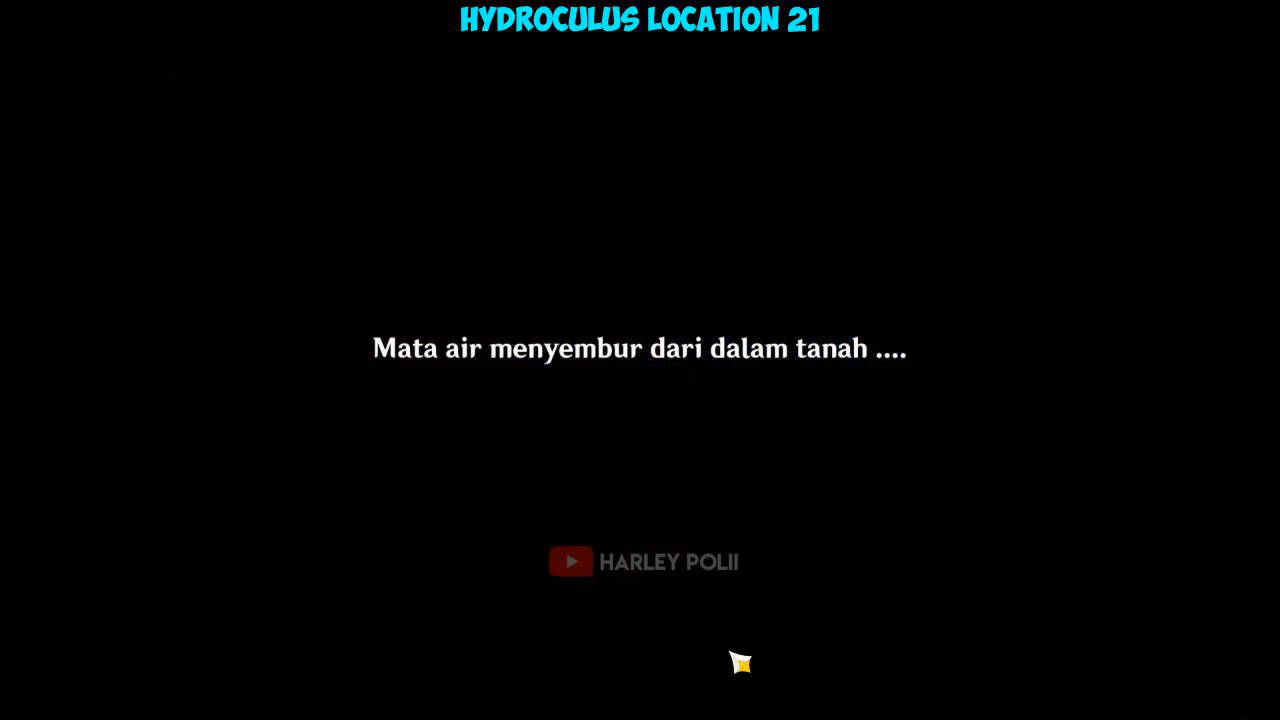 HYDROCULUS LOCATION 21
Mata air menyembur dari dalam tanah ....
HARLEY POLII